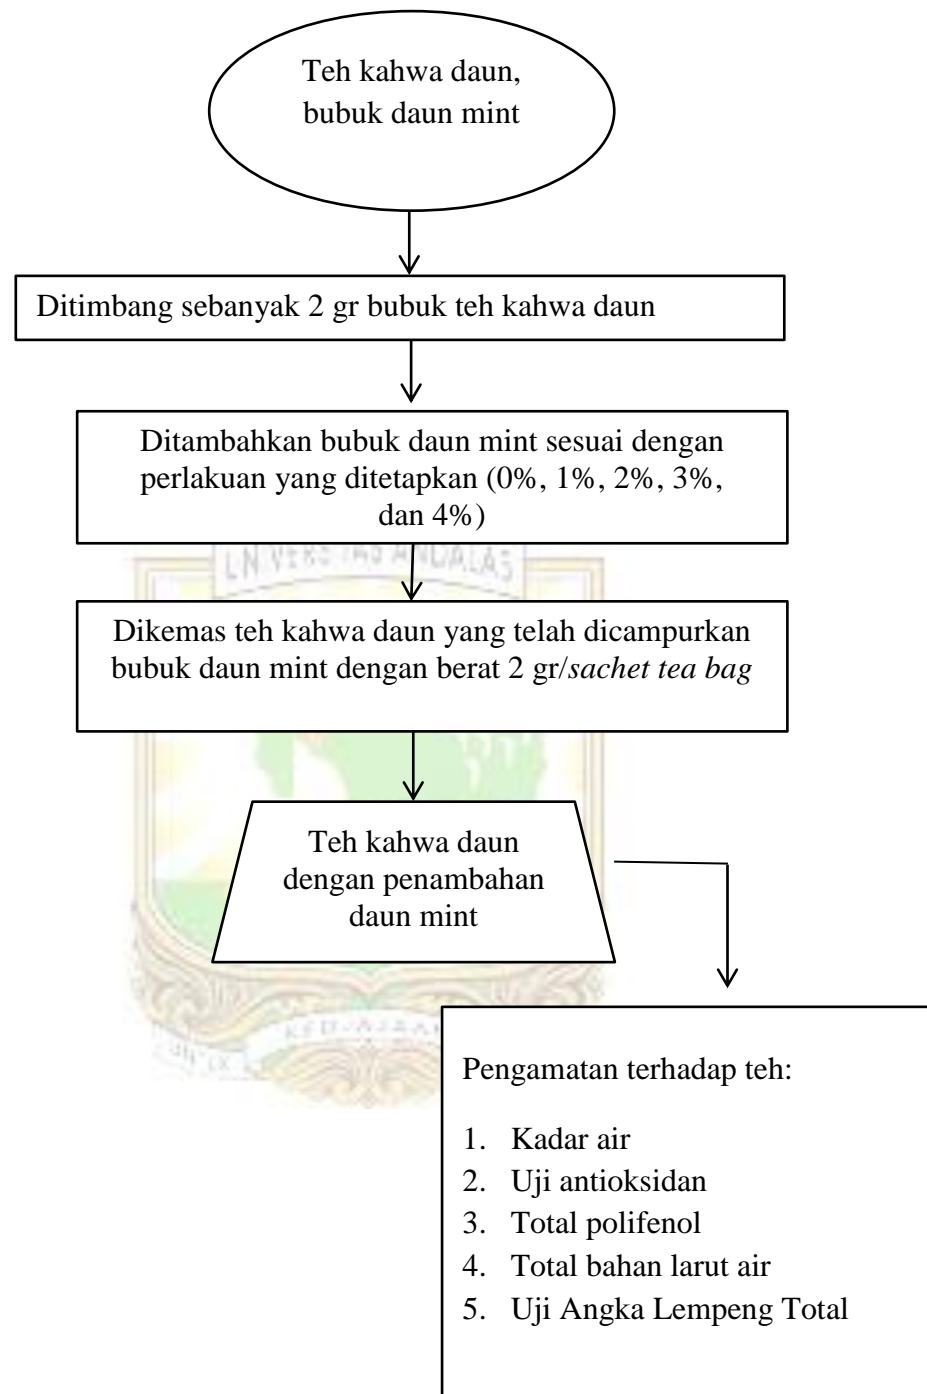 Teh kahwa daun,
bubuk daun mint
Ditimbang sebanyak 2 gr bubuk teh kahwa daun
Ditambahkan bubuk daun mint sesuai dengan
perlakuan yang ditetapkan (0%, 1%, 2%, 3%,
dan 4%)
Dikemas teh kahwa daun yang telah dicampurkan
bubuk daun mint dengan berat 2 gr/sachet tea bag
Teh kahwa daun
dengan penambahan
daun mint
Pengamatan terhadap teh:
1. Kadar air
2. Uji antioksidan
3. Total polifenol
4. Total bahan larut air
5. Uji Angka Lempeng Total